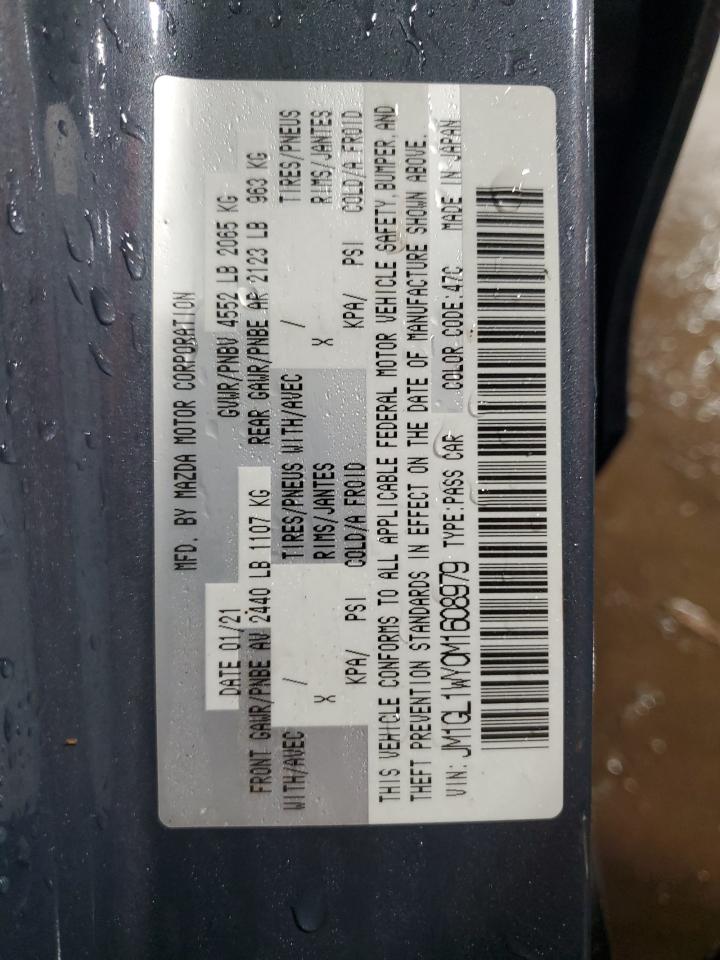 MFD. BY MAZDA MOTOR CORPORATION
DATE 01/21 GVWR/PNBV 4552 LB 2065 KG
FRONT GAWR/PNBE AV 2440 LB 1107 KG REAR GAWR/PNBE AR 2123 LB 963 KG
WITH/AVEC / TIRES/PNEUS WITH/AVEC / TIRES/PNEUS
X RIMS/JANTES X RIMS/JANTES
KPA/ PSI COLD/A FROID KPA/ PSI COLD/A FROID
THIS VEHICLE CONFORMS TO ALL APPLICABLE FEDERAL MOTOR VEHICLE SAFETY, BUMPER, AND
THEFT PREVENTION STANDARDS IN EFFECT ON THE DATE OF MANUFACTURE SHOWN ABOVE.
VIN: JM1GL1WY0M1608979 TYPE:PASS CAR COLOR CODE:47C MADE IN JAPAN